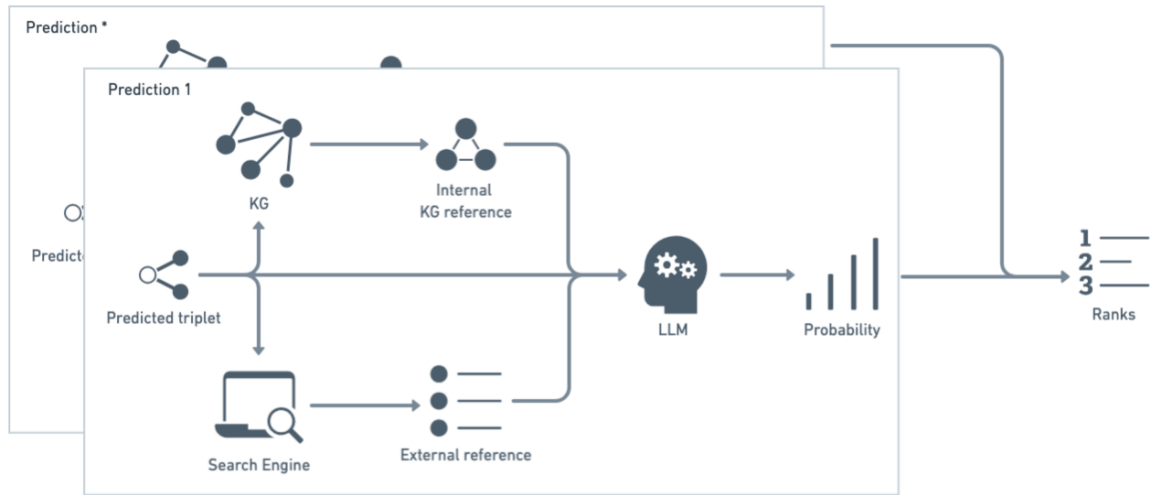 Prediction *
Prediction 1
KG
Internal
KG reference
Predicted triplet
LLM
Probability
Search Engine
External reference
1
2
3
Ranks